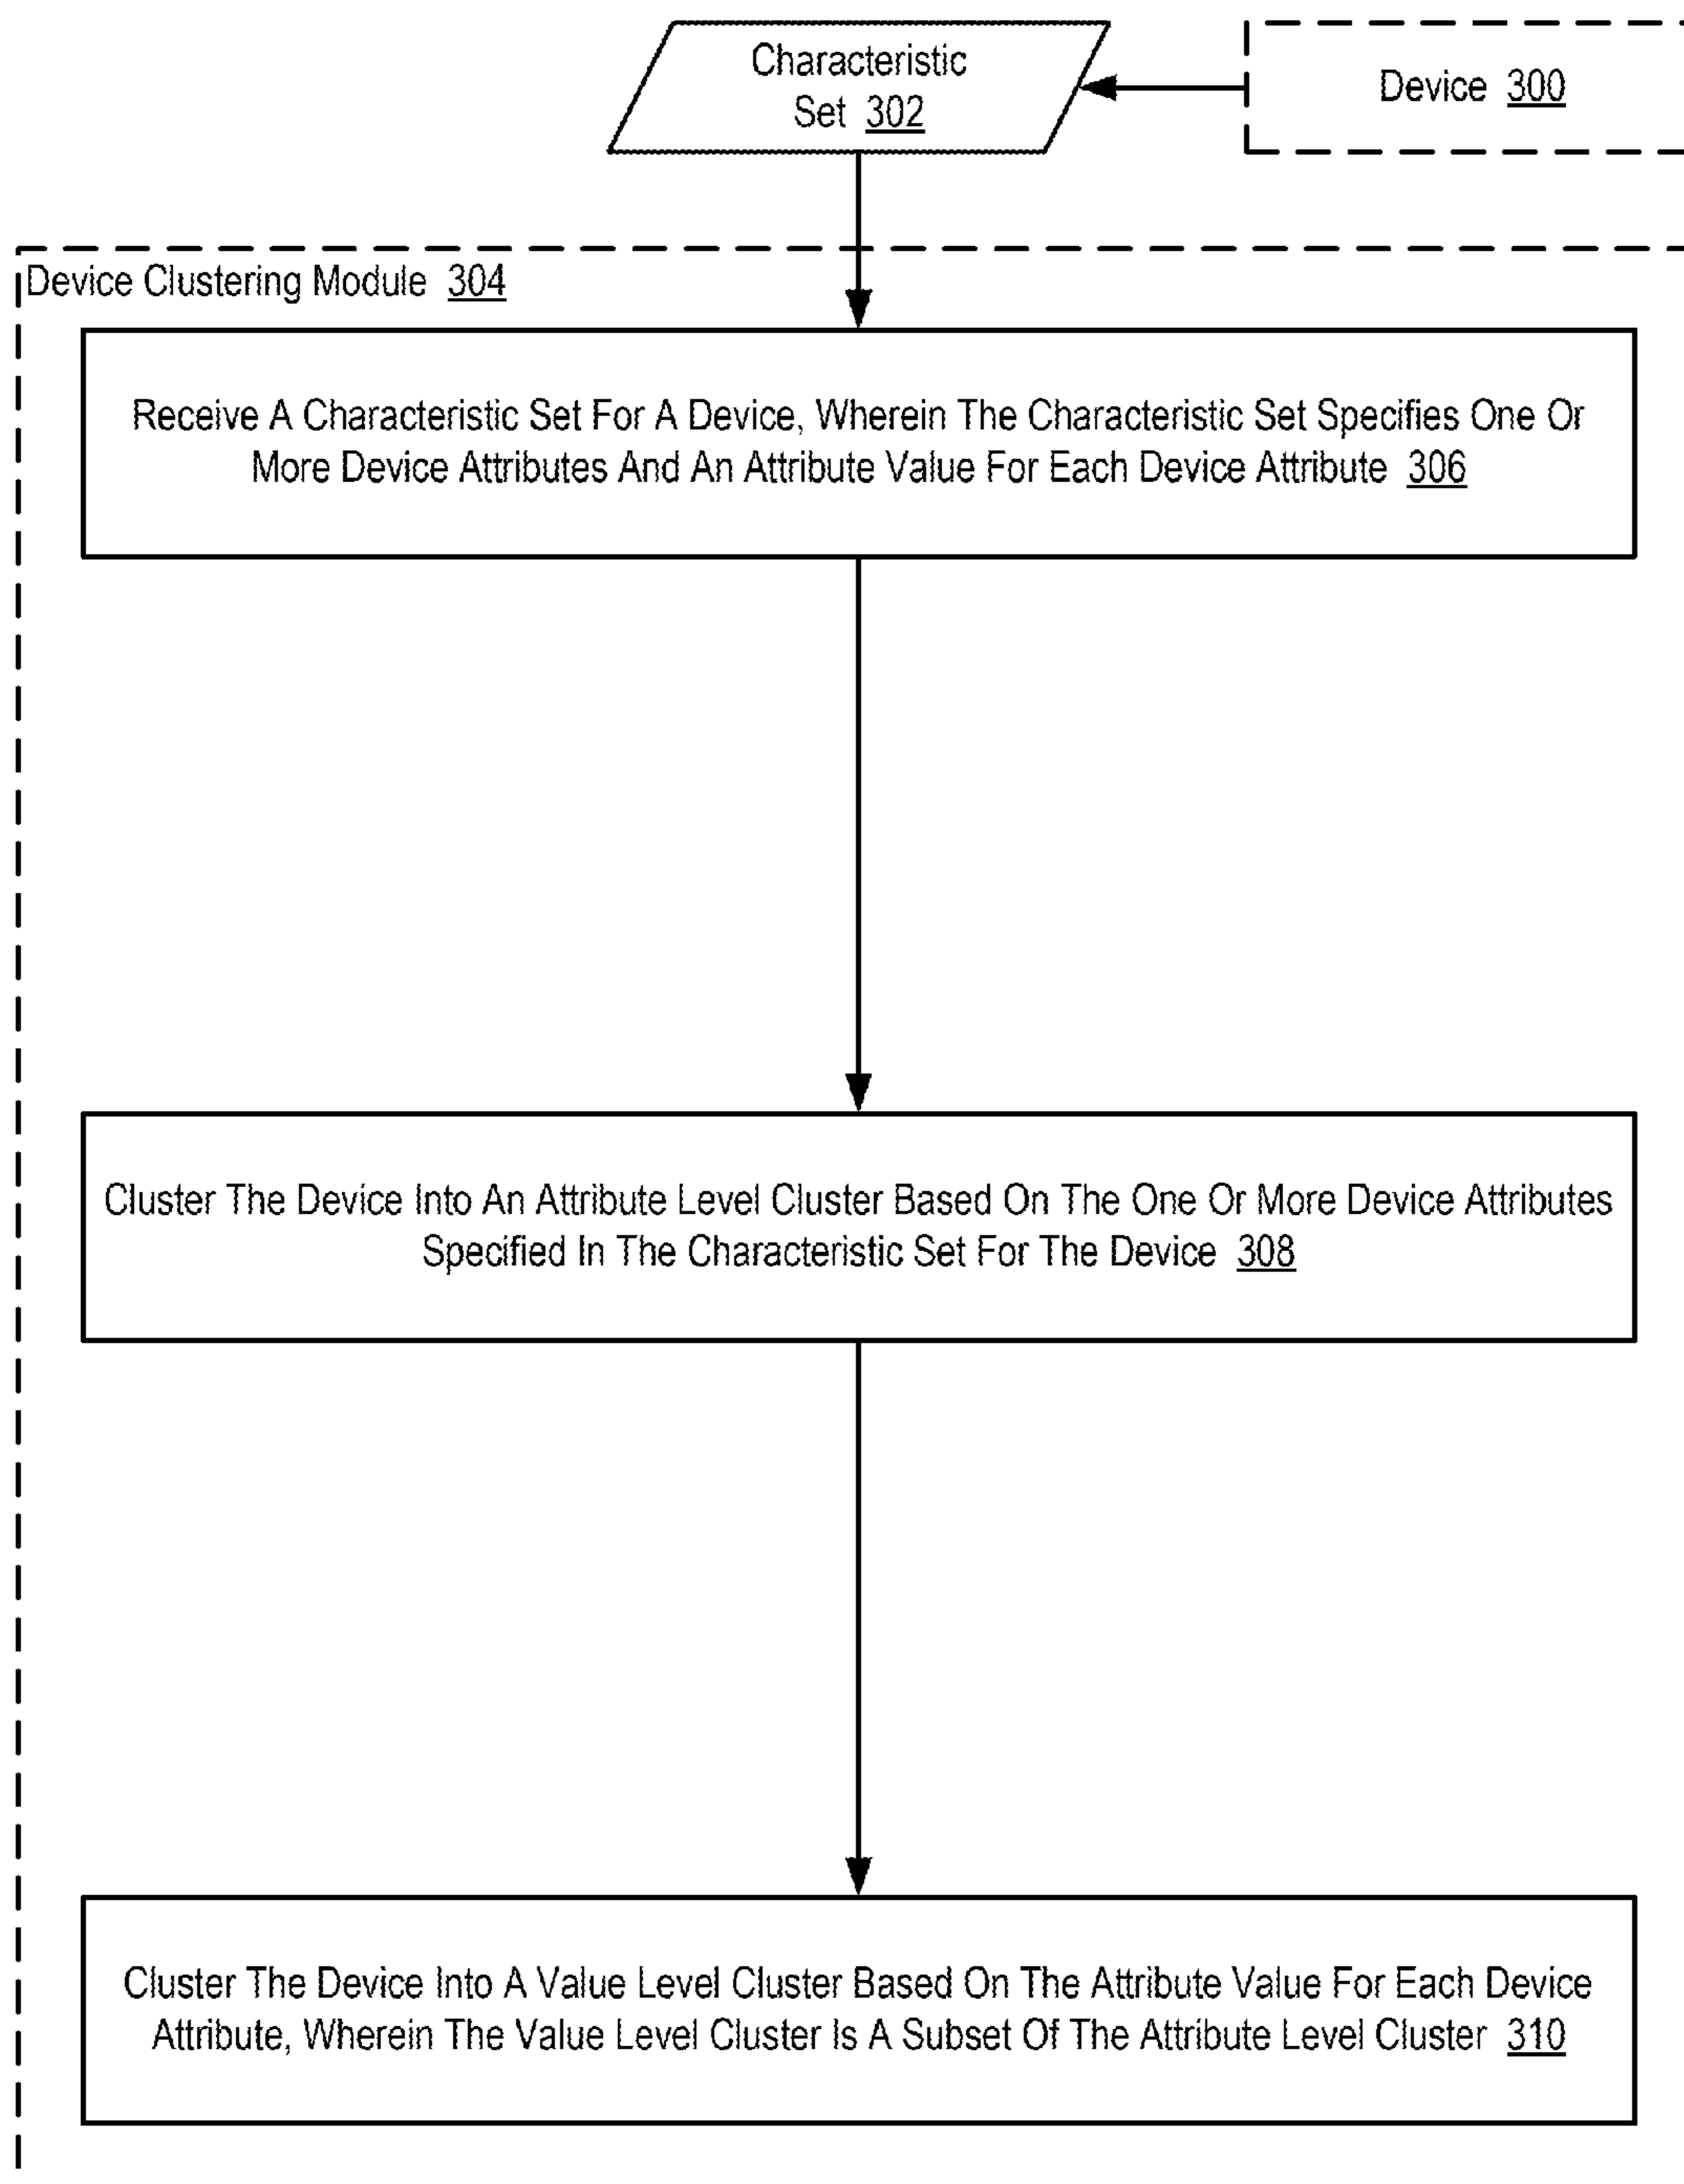 Characteristic
Set 302
Device 300
Device Clustering Module 304
Receive A Characteristic Set For A Device, Wherein The Characteristic Set Specifies One Or
More Device Attributes And An Attribute Value For Each Device Attribute 306
Cluster The Device Into An Attribute Level Cluster Based On The One Or More Device Attributes
Specified In The Characteristic Set For The Device 308
Cluster The Device Into A Value Level Cluster Based On The Attribute Value For Each Device
Attribute, Wherein The Value Level Cluster Is A Subset Of The Attribute Level Cluster 310